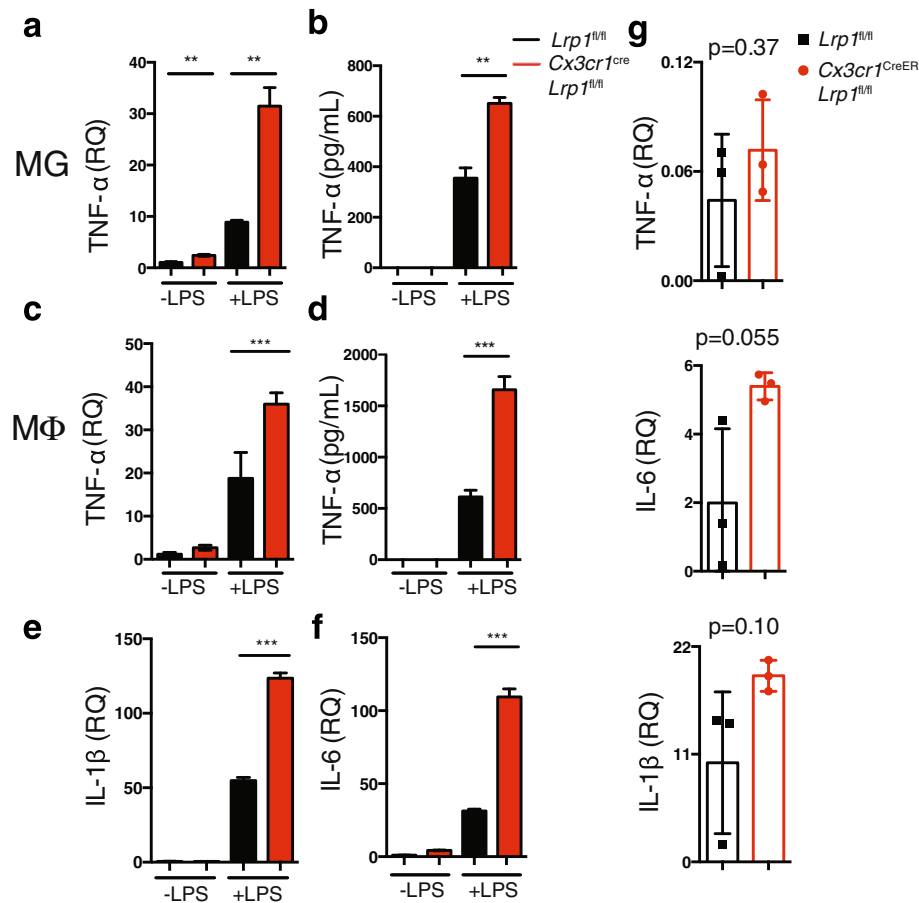 a
**
**
40
30
20
10
0
TNF-α (RQ)
-LPS
+LPS
MG
b
**
800
600
400
200
0
TNF-α (pg/mL)
-LPS
+LPS
Lrp1fl/fl
Cx3cr1cre
Lrp1fl/fl
g
p=0.37
0.12
0.06
0.00
TNF-α (RQ)
Lrp1fl/fl
Cx3cr1CreER
Lrp1fl/fl
c
***
50
40
30
20
10
0
TNF-α (RQ)
-LPS
+LPS
MΦ
d
***
2000
1500
1000
500
0
TNF-α (pg/mL)
-LPS
+LPS
p=0.055
6
4
2
0
IL-6 (RQ)
e
***
150
100
50
0
IL-1β (RQ)
-LPS
+LPS
f
***
150
100
50
0
IL-6 (RQ)
-LPS
+LPS
p=0.10
22
11
0
IL-1β (RQ)